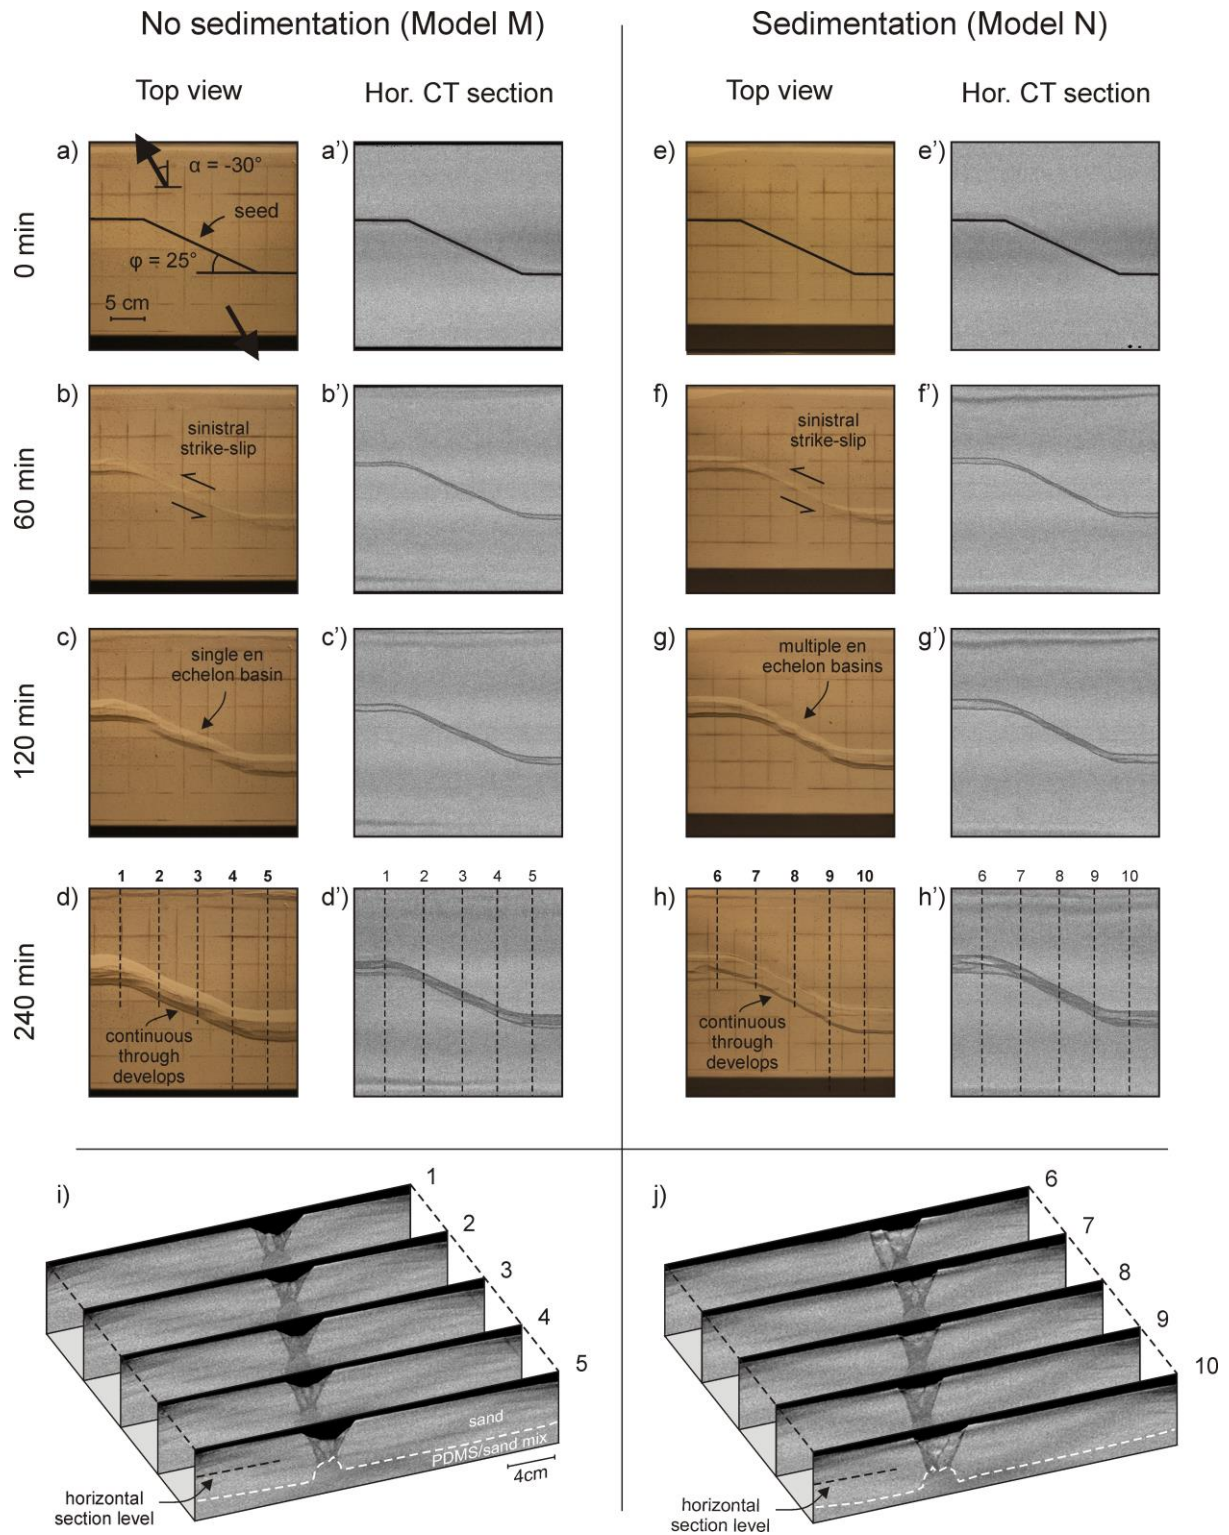 No sedimentation (Model M)
Sedimentation (Model N)
Top view
Hor. CT section
Top view
Hor. CT section
0 min
a)
α = -30°
seed
φ = 25°
5 cm
a')
e)
e')
60 min
b)
sinistral
strike-slip
b')
f)
sinistral
strike-slip
f')
120 min
c)
single en
echelon basin
c')
g)
multiple en
echelon basins
g')
240 min
d)
1 2 3 4 5
continuous
through
develops
d')
1 2 3 4 5
h)
6 7 8 9 10
continuous
through
develops
h')
6 7 8 9 10
i)
1
2
3
4
5
sand
PDMS/sand mix
4cm
horizontal
section level
j)
6
7
8
9
10
horizontal
section level